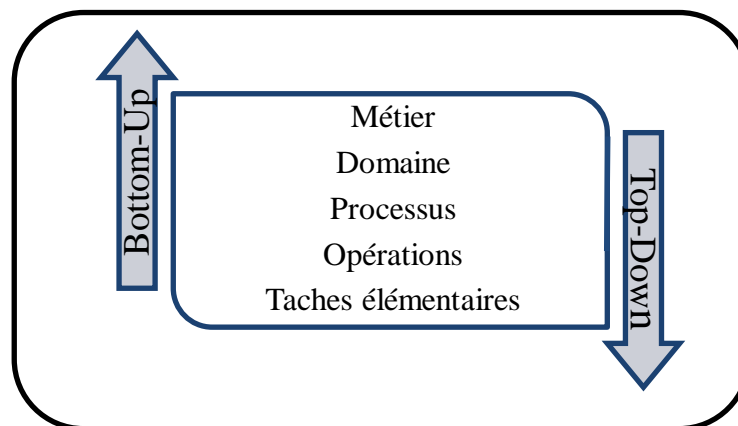 Bottom-Up
Métier
Domaine
Processus
Opérations
Taches élémentaires
Top-Down